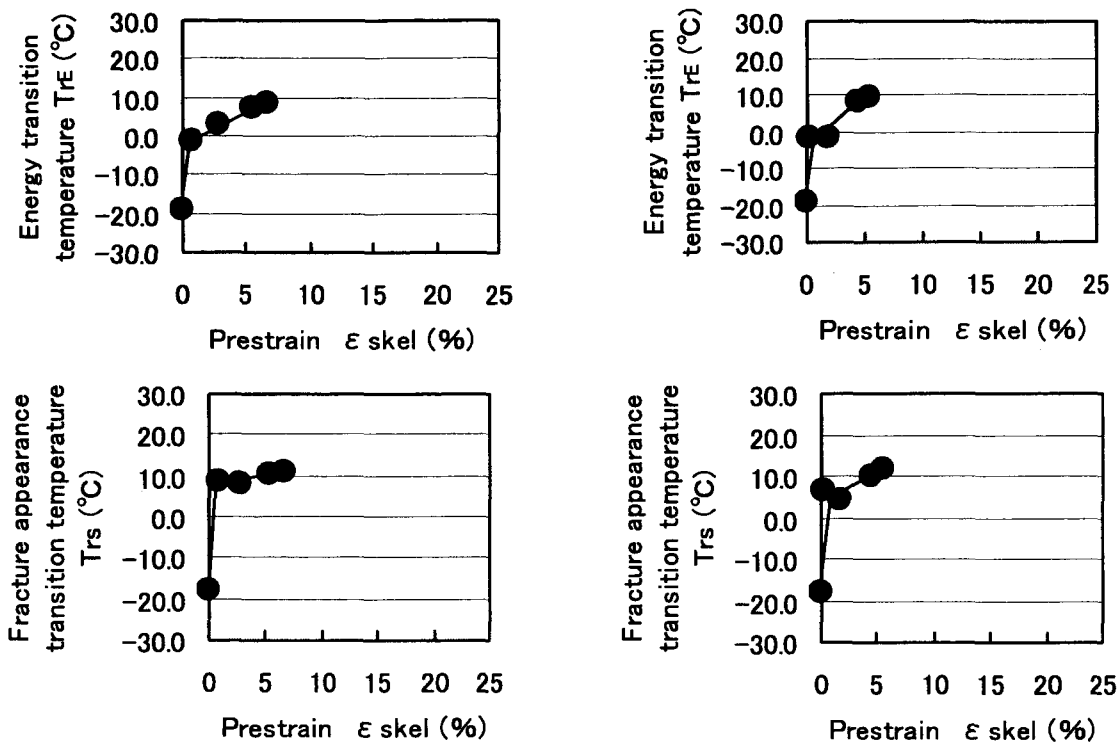 Energy transition
temperature TrE (℃)
30.0
20.0
10.0
0.0
−10.0
−20.0
−30.0
0 5 10 15 20 25
Prestrain ε skel (%)
Energy transition
temperature TrE (℃)
30.0
20.0
10.0
0.0
−10.0
−20.0
−30.0
0 5 10 15 20 25
Prestrain ε skel (%)
Fracture appearance
transition temperature
Trs (℃)
30.0
20.0
10.0
0.0
−10.0
−20.0
−30.0
0 5 10 15 20 25
Prestrain ε skel (%)
Fracture appearance
transition temperature
Trs (℃)
30.0
20.0
10.0
0.0
−10.0
−20.0
−30.0
0 5 10 15 20 25
Prestrain ε skel (%)